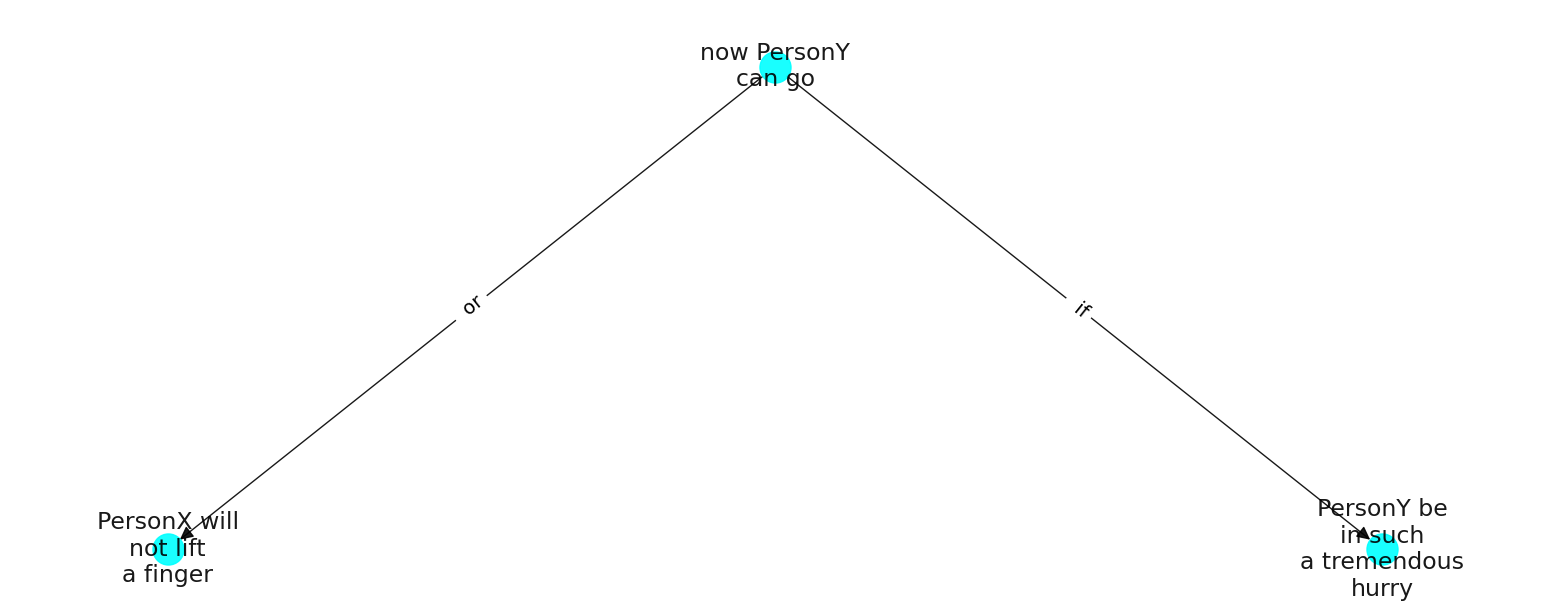 now PersonY
can go
or
if
PersonX will
not lift
a finger
PersonY be
in such
a tremendous
hurry